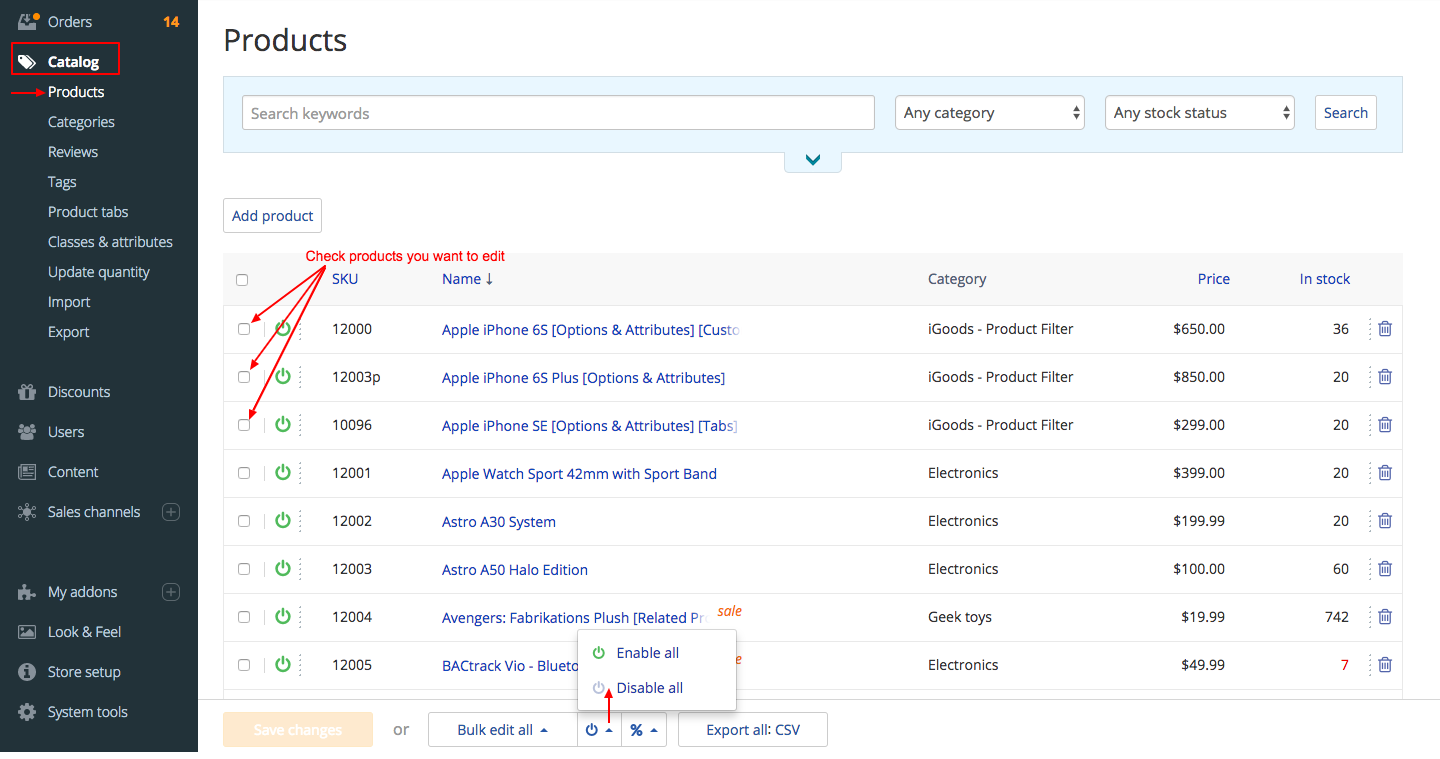 Orders 14
Catalog
Products
Categories
Reviews
Tags
Product tabs
Classes & attributes
Update quantity
Import
Export
Discounts
Users
Content
Sales channels
My addons
Look & Feel
Store setup
System tools
Products
Search keywords Any category Any stock status Search
Add product
Check products you want to edit
SKU Name ↓ Category Price In stock
12000 Apple iPhone 6S [Options & Attributes] [Custo iGoods - Product Filter $650.00 36
12003p Apple iPhone 6S Plus [Options & Attributes] iGoods - Product Filter $850.00 20
10096 Apple iPhone SE [Options & Attributes] [Tabs] iGoods - Product Filter $299.00 20
12001 Apple Watch Sport 42mm with Sport Band Electronics $399.00 20
12002 Astro A30 System Electronics $199.99 20
12003 Astro A50 Halo Edition Electronics $100.00 60
12004 Avengers: Fabrikations Plush [Related Pr sale Geek toys $19.99 742
12005 BACtrack Vio - Blueto Electronics $49.99 7
Enable all
Disable all
Save changes or Bulk edit all % Export all: CSV